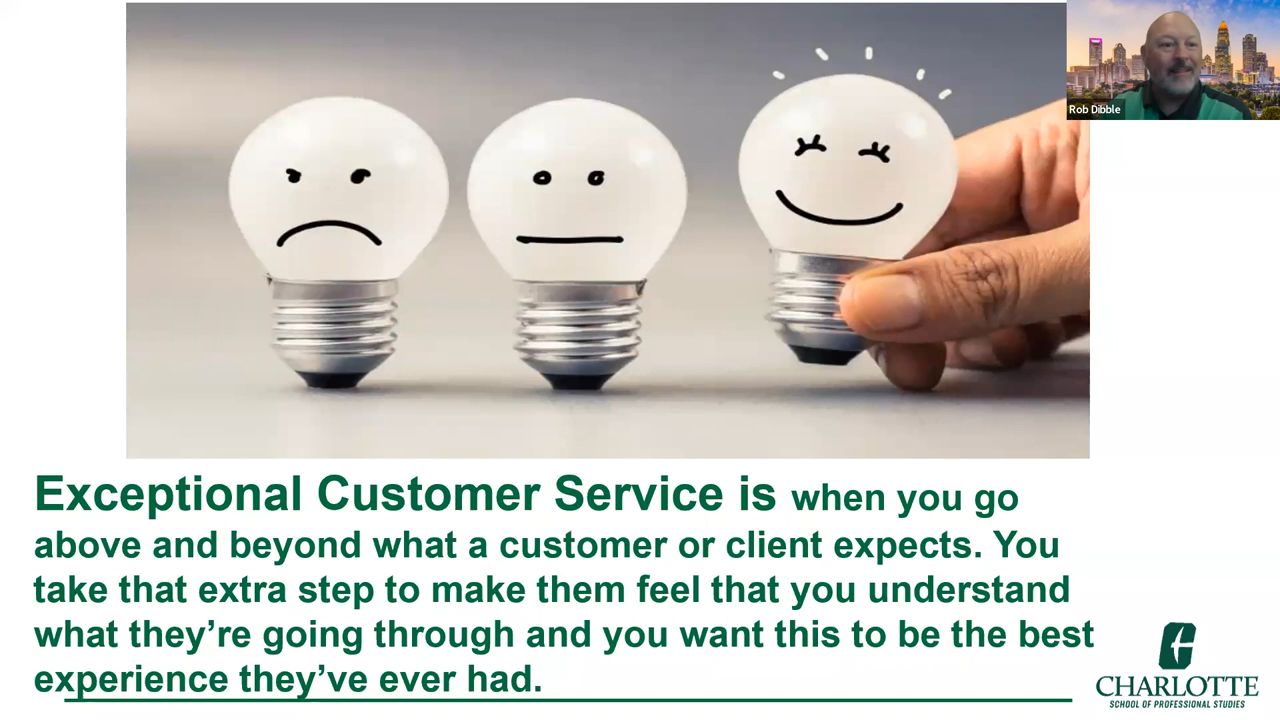 Rob Dibble
Exceptional Customer Service is when you go
above and beyond what a customer or client expects. You
take that extra step to make them feel that you understand
what they’re going through and you want this to be the best
experience they’ve ever had.
CHARLOTTE
SCHOOL OF PROFESSIONAL STUDIES